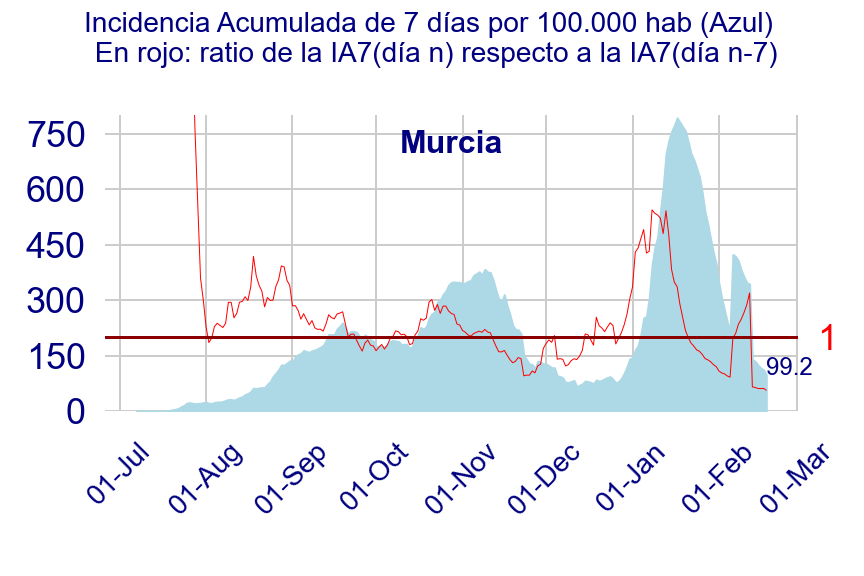 Incidencia Acumulada de 7 días por 100.000 hab (Azul)
En rojo: ratio de la IA7(día n) respecto a la IA7(día n-7)
Murcia
750
600
450
300
150
0
1
99.2
01-Jul
01-Aug
01-Sep
01-Oct
01-Nov
01-Dec
01-Jan
01-Feb
01-Mar